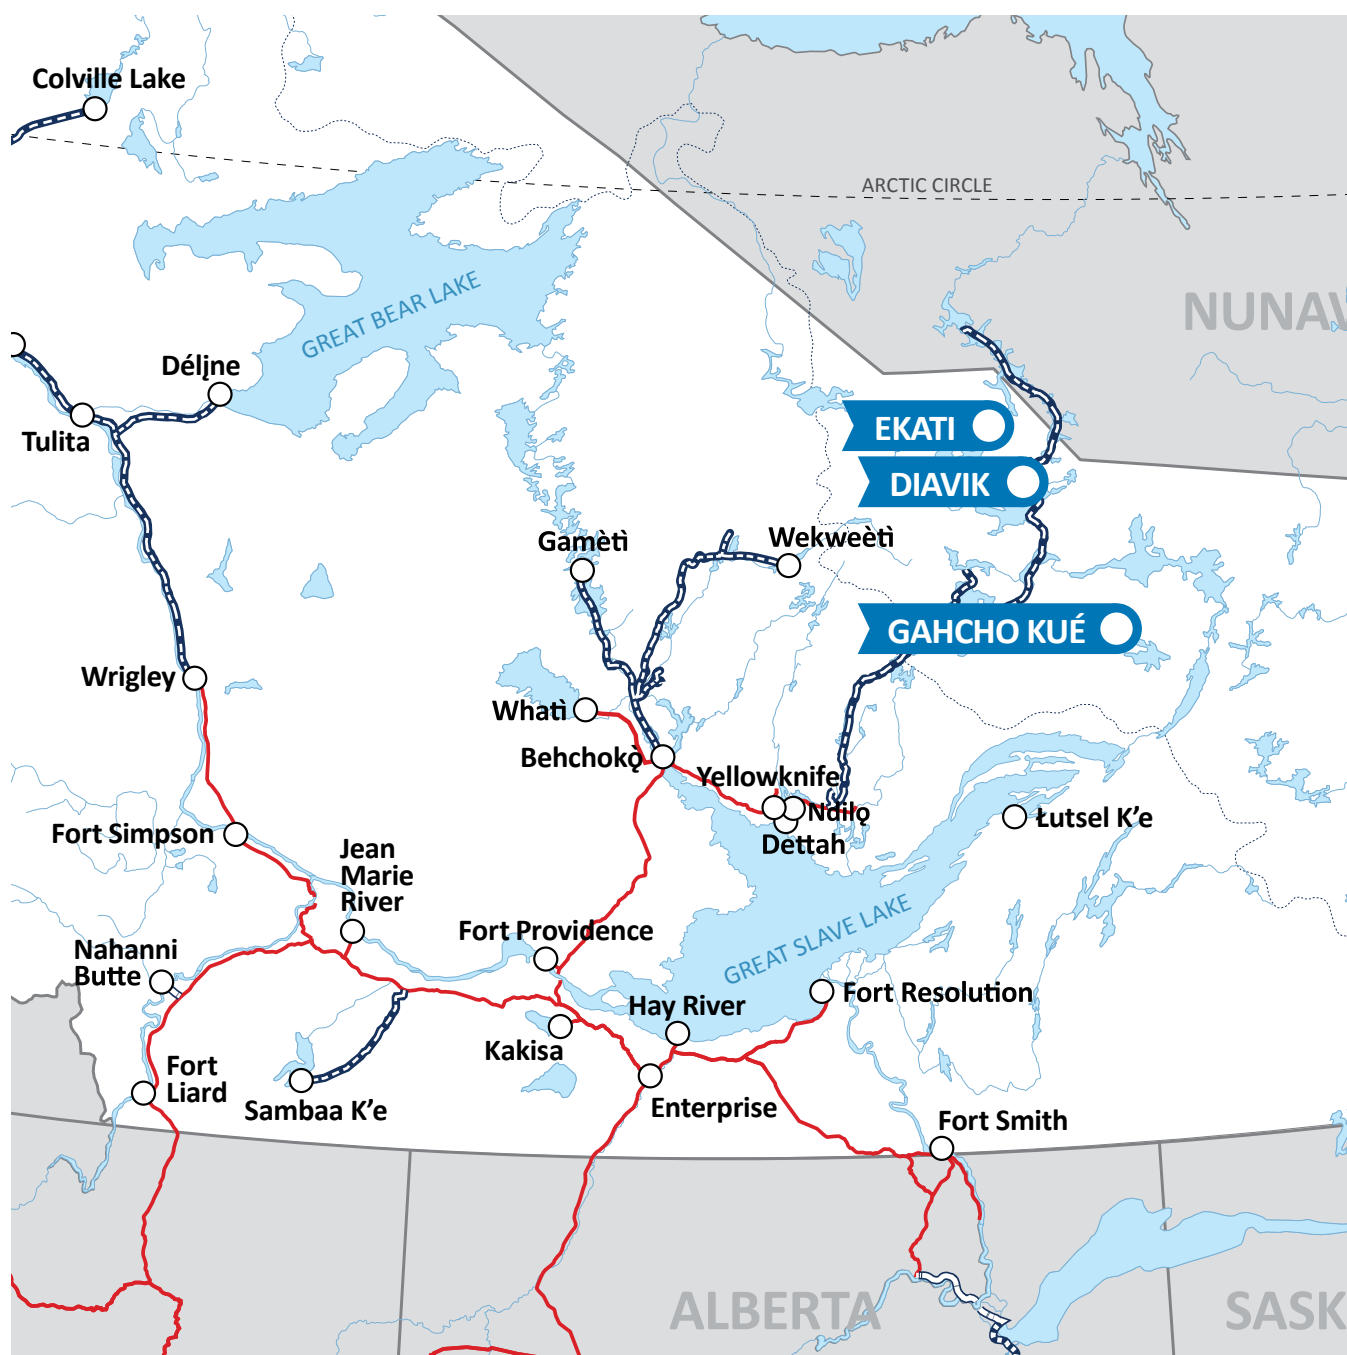 Colville Lake
ARCTIC CIRCLE
GREAT BEAR LAKE
NUNAV
Délįne
Tulita
EKATI
DIAVIK
Gamètì
Wekweètì
GAHCHO KUÉ
Wrigley
Whatì
Behchokǫ̀
Yellowknife
Ndilǫ
Dettah
Łutsel K'e
Fort Simpson
Jean
Marie
River
GREAT SLAVE LAKE
Fort Providence
Nahanni
Butte
Fort Resolution
Hay River
Kakisa
Fort
Liard
Sambaa K'e
Enterprise
Fort Smith
ALBERTA
SASK